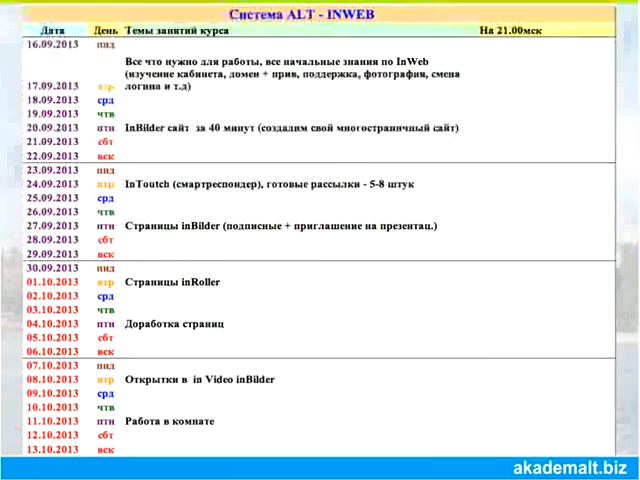 Система ALT - INWEB
Дата День Темы занятий курса На 21.00мск
16.09.2013 пнд
Все что нужно для работы, все начальные знания по InWeb
(изучение кабинета, домен + прив, поддержка, фотография, смена
17.09.2013 втр логина и т.д)
18.09.2013 срд
19.09.2013 чтв
20.09.2013 птн InBilder сайт за 40 минут (создадим свой многостраничный сайт)
21.09.2013 сбт
22.09.2013 вск
23.09.2013 пнд
24.09.2013 втр InToutch (смартреспондер), готовые рассылки - 5-8 штук
25.09.2013 срд
26.09.2013 чтв
27.09.2013 птн Страницы inBilder (подписные + приглашение на презентац.)
28.09.2013 сбт
29.09.2013 вск
30.09.2013 пнд
01.10.2013 втр Страницы inRoller
02.10.2013 срд
03.10.2013 чтв
04.10.2013 птн Доработка страниц
05.10.2013 сбт
06.10.2013 вск
07.10.2013 пнд
08.10.2013 втр Открытки в in Video inBilder
09.10.2013 срд
10.10.2013 чтв
11.10.2013 птн Работа в комнате
12.10.2013 сбт
13.10.2013 вск
akademalt.biz